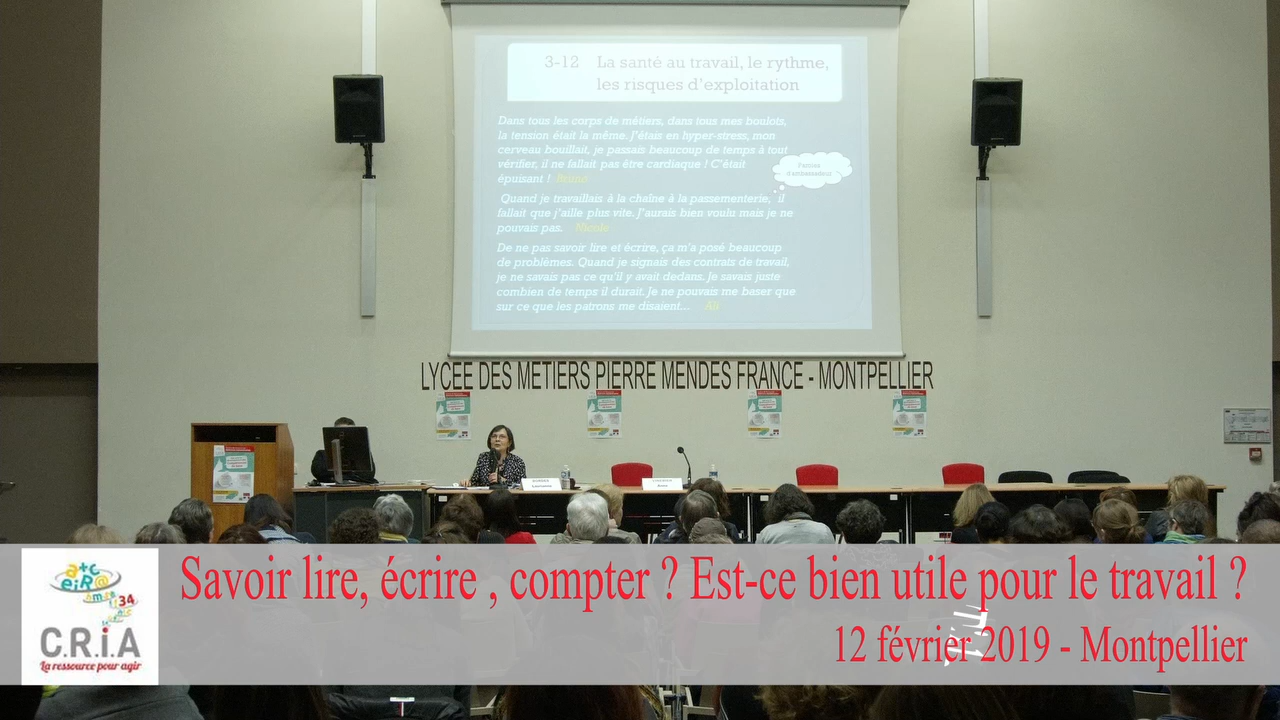 3-12 La santé au travail, le rythme,
les risques d'exploitation
Dans tous les corps de métiers, dans tous mes boulots,
la tension était la même. J'étais en hyper-stress, mon
cerveau bouillait, je passais beaucoup de temps à tout
vérifier, il ne fallait pas être cardiaque ! C'était
épuisant !
Quand je travaillais à la chaîne à la passementerie, il
fallait que j'aille plus vite. J'aurais bien voulu mais je ne
pouvais pas. Nicole
De ne pas savoir lire et écrire, ça m'a posé beaucoup
de problèmes. Quand je signais des contrats de travail,
je ne savais pas ce qu'il y avait dedans. Je savais juste
combien de temps il durait. Je ne pouvais me baser que
sur ce que les patrons me disaient... Ali
LYCEE DES METIERS PIERRE MENDES FRANCE - MONTPELLIER
Savoir lire, écrire , compter ? Est-ce bien utile pour le travail ?
12 février 2019 - Montpellier
a+c
eiR@
34
C.R.i.A
La ressource pour agir